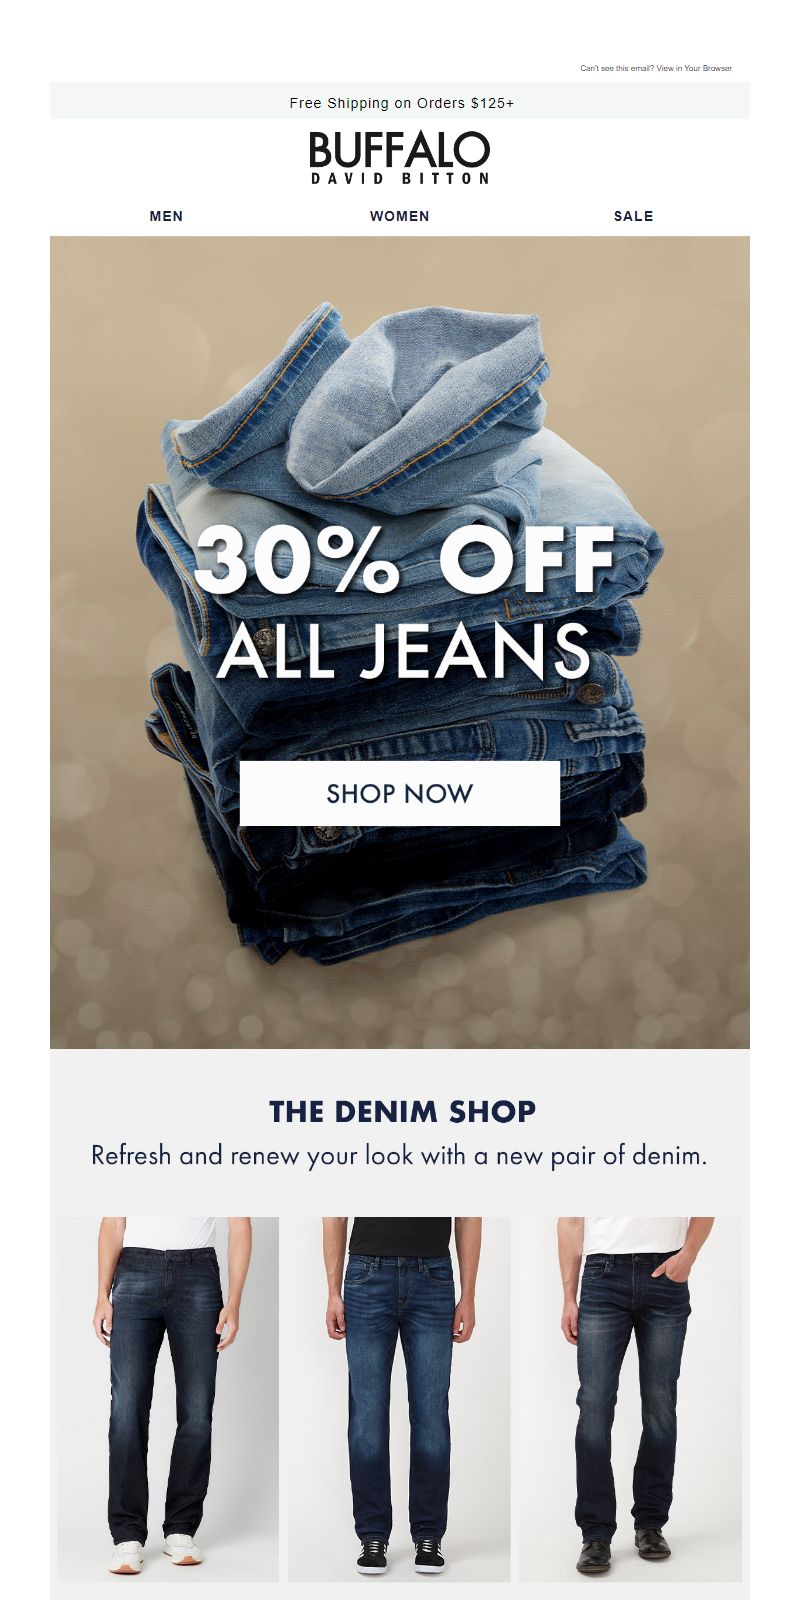 Can't see this email? View in Your Browser
Free Shipping on Orders $125+
BUFFALO
DAVID BITTON
MEN WOMEN SALE
30% OFF
ALL JEANS
SHOP NOW
THE DENIM SHOP
Refresh and renew your look with a new pair of denim.